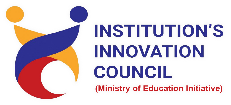 INSTITUTION'S
INNOVATION
COUNCIL
(Ministry of Education Initiative)